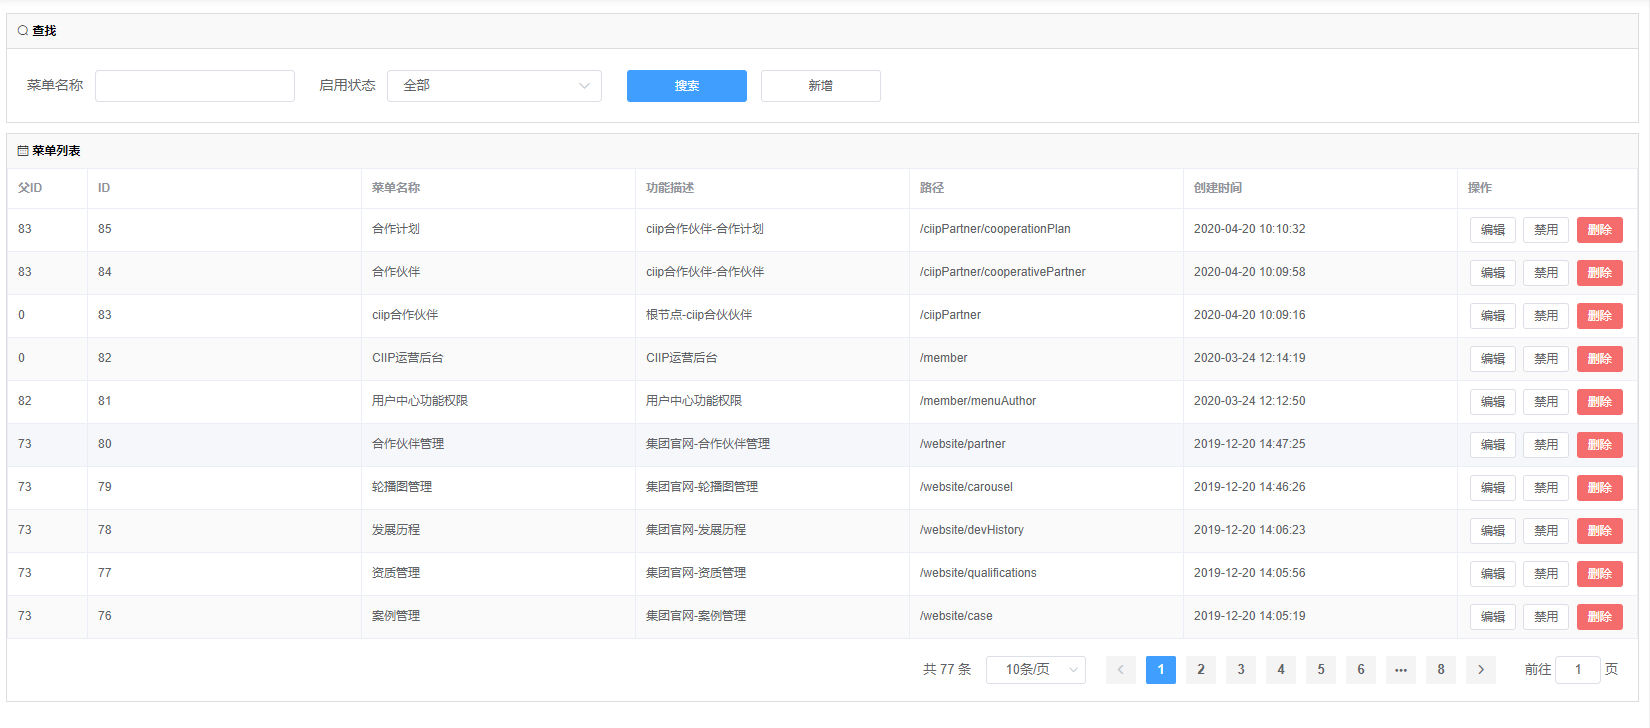 查找
菜单名称 启用状态 全部 搜索 新增
菜单列表
父ID ID 菜单名称 功能描述 路径 创建时间 操作
83 85 合作计划 ciip合作伙伴-合作计划 /ciipPartner/cooperationPlan 2020-04-20 10:10:32 编辑 禁用 删除
83 84 合作伙伴 ciip合作伙伴-合作伙伴 /ciipPartner/cooperativePartner 2020-04-20 10:09:58 编辑 禁用 删除
0 83 ciip合作伙伴 根节点-ciip合伙伙伴 /ciipPartner 2020-04-20 10:09:16 编辑 禁用 删除
0 82 CIIP运营后台 CIIP运营后台 /member 2020-03-24 12:14:19 编辑 禁用 删除
82 81 用户中心功能权限 用户中心功能权限 /member/menuAuthor 2020-03-24 12:12:50 编辑 禁用 删除
73 80 合作伙伴管理 集团官网-合作伙伴管理 /website/partner 2019-12-20 14:47:25 编辑 禁用 删除
73 79 轮播图管理 集团官网-轮播图管理 /website/carousel 2019-12-20 14:46:26 编辑 禁用 删除
73 78 发展历程 集团官网-发展历程 /website/devHistory 2019-12-20 14:06:23 编辑 禁用 删除
73 77 资质管理 集团官网-资质管理 /website/qualifications 2019-12-20 14:05:56 编辑 禁用 删除
73 76 案例管理 集团官网-案例管理 /website/case 2019-12-20 14:05:19 编辑 禁用 删除
共 77 条 10条/页 1 2 3 4 5 6 ··· 8 前往 1 页